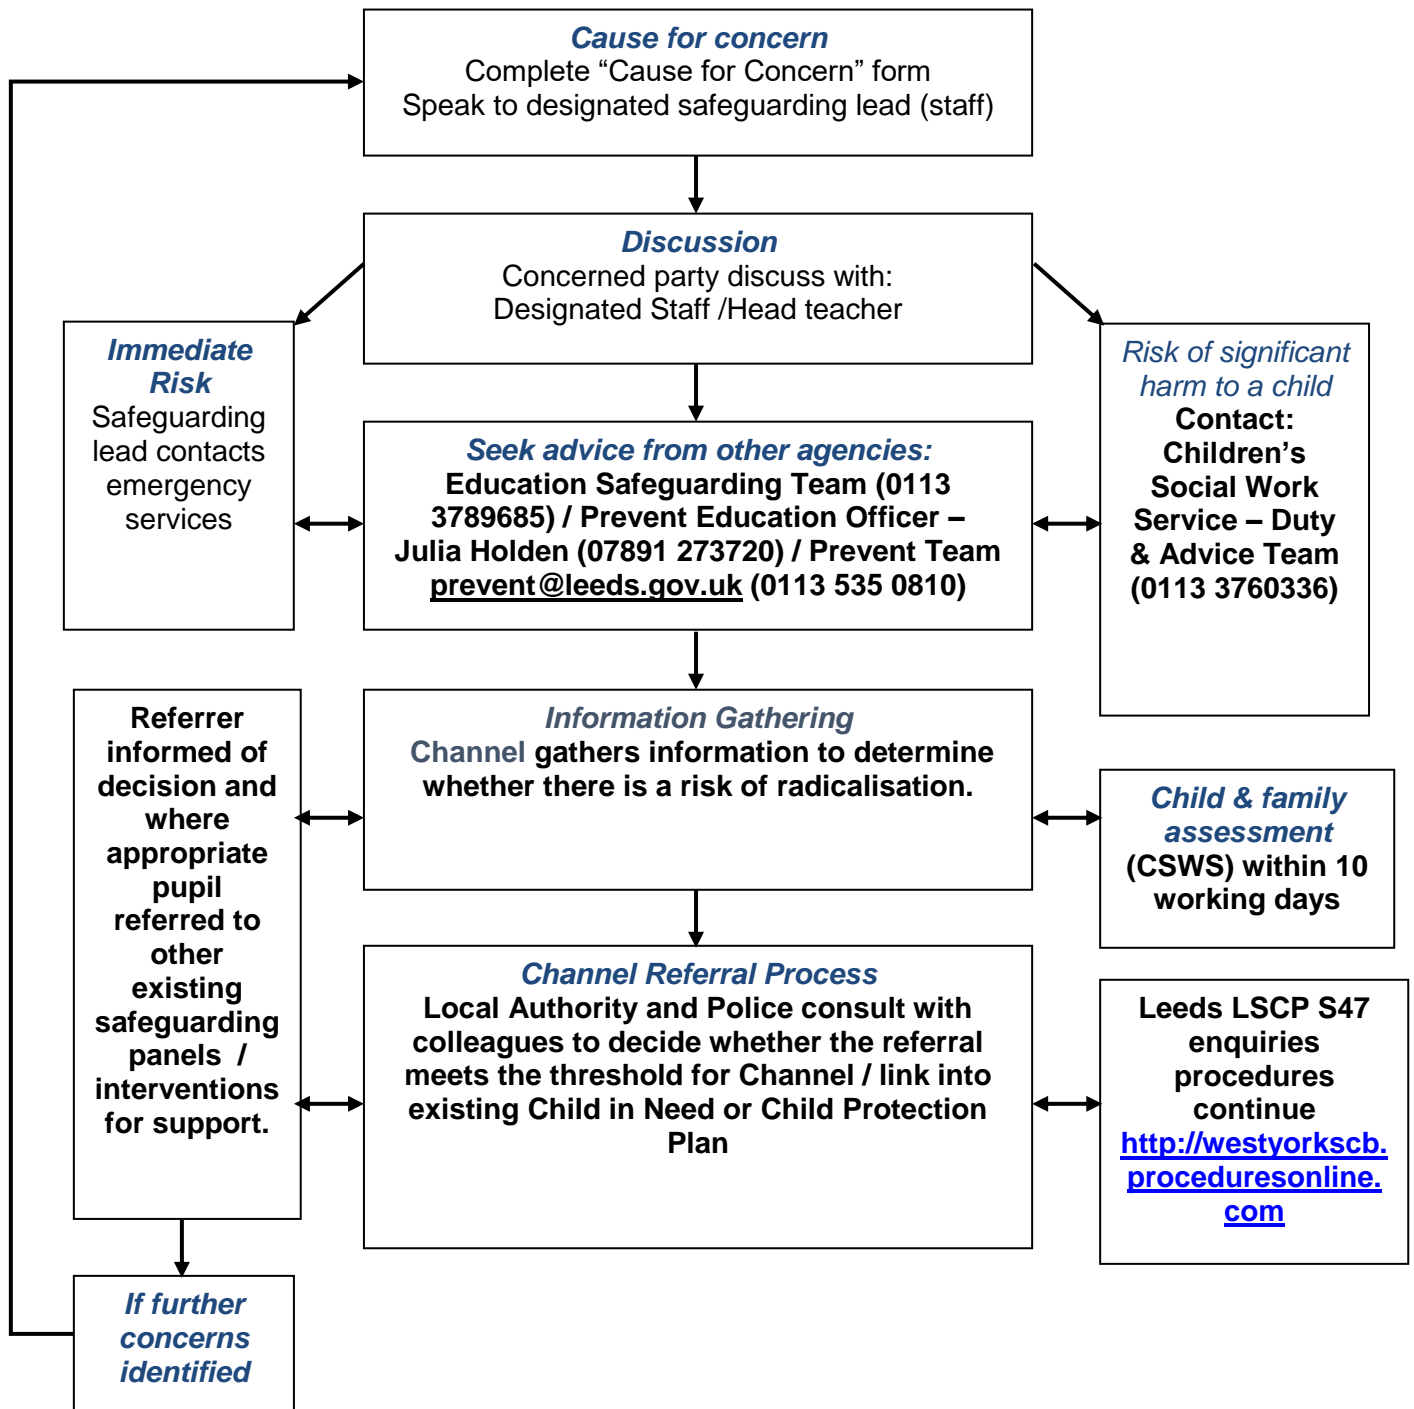 Cause for concern
Complete “Cause for Concern” form
Speak to designated safeguarding lead (staff)
Discussion
Concerned party discuss with:
Designated Staff /Head teacher
Immediate
Risk
Safeguarding
lead contacts
emergency
services
Seek advice from other agencies:
Education Safeguarding Team (0113
3789685) / Prevent Education Officer –
Julia Holden (07891 273720) / Prevent Team
prevent@leeds.gov.uk (0113 535 0810)
Risk of significant
harm to a child
Contact:
Children’s
Social Work
Service – Duty
& Advice Team
(0113 3760336)
Referrer
informed of
decision and
where
appropriate
pupil
referred to
other
existing
safeguarding
panels /
interventions
for support.
Information Gathering
Channel gathers information to determine
whether there is a risk of radicalisation.
Child & family
assessment
(CSWS) within 10
working days
Channel Referral Process
Local Authority and Police consult with
colleagues to decide whether the referral
meets the threshold for Channel / link into
existing Child in Need or Child Protection
Plan
Leeds LSCP S47
enquiries
procedures
continue
http://westyorkscb.
proceduresonline.
com
If further
concerns
identified